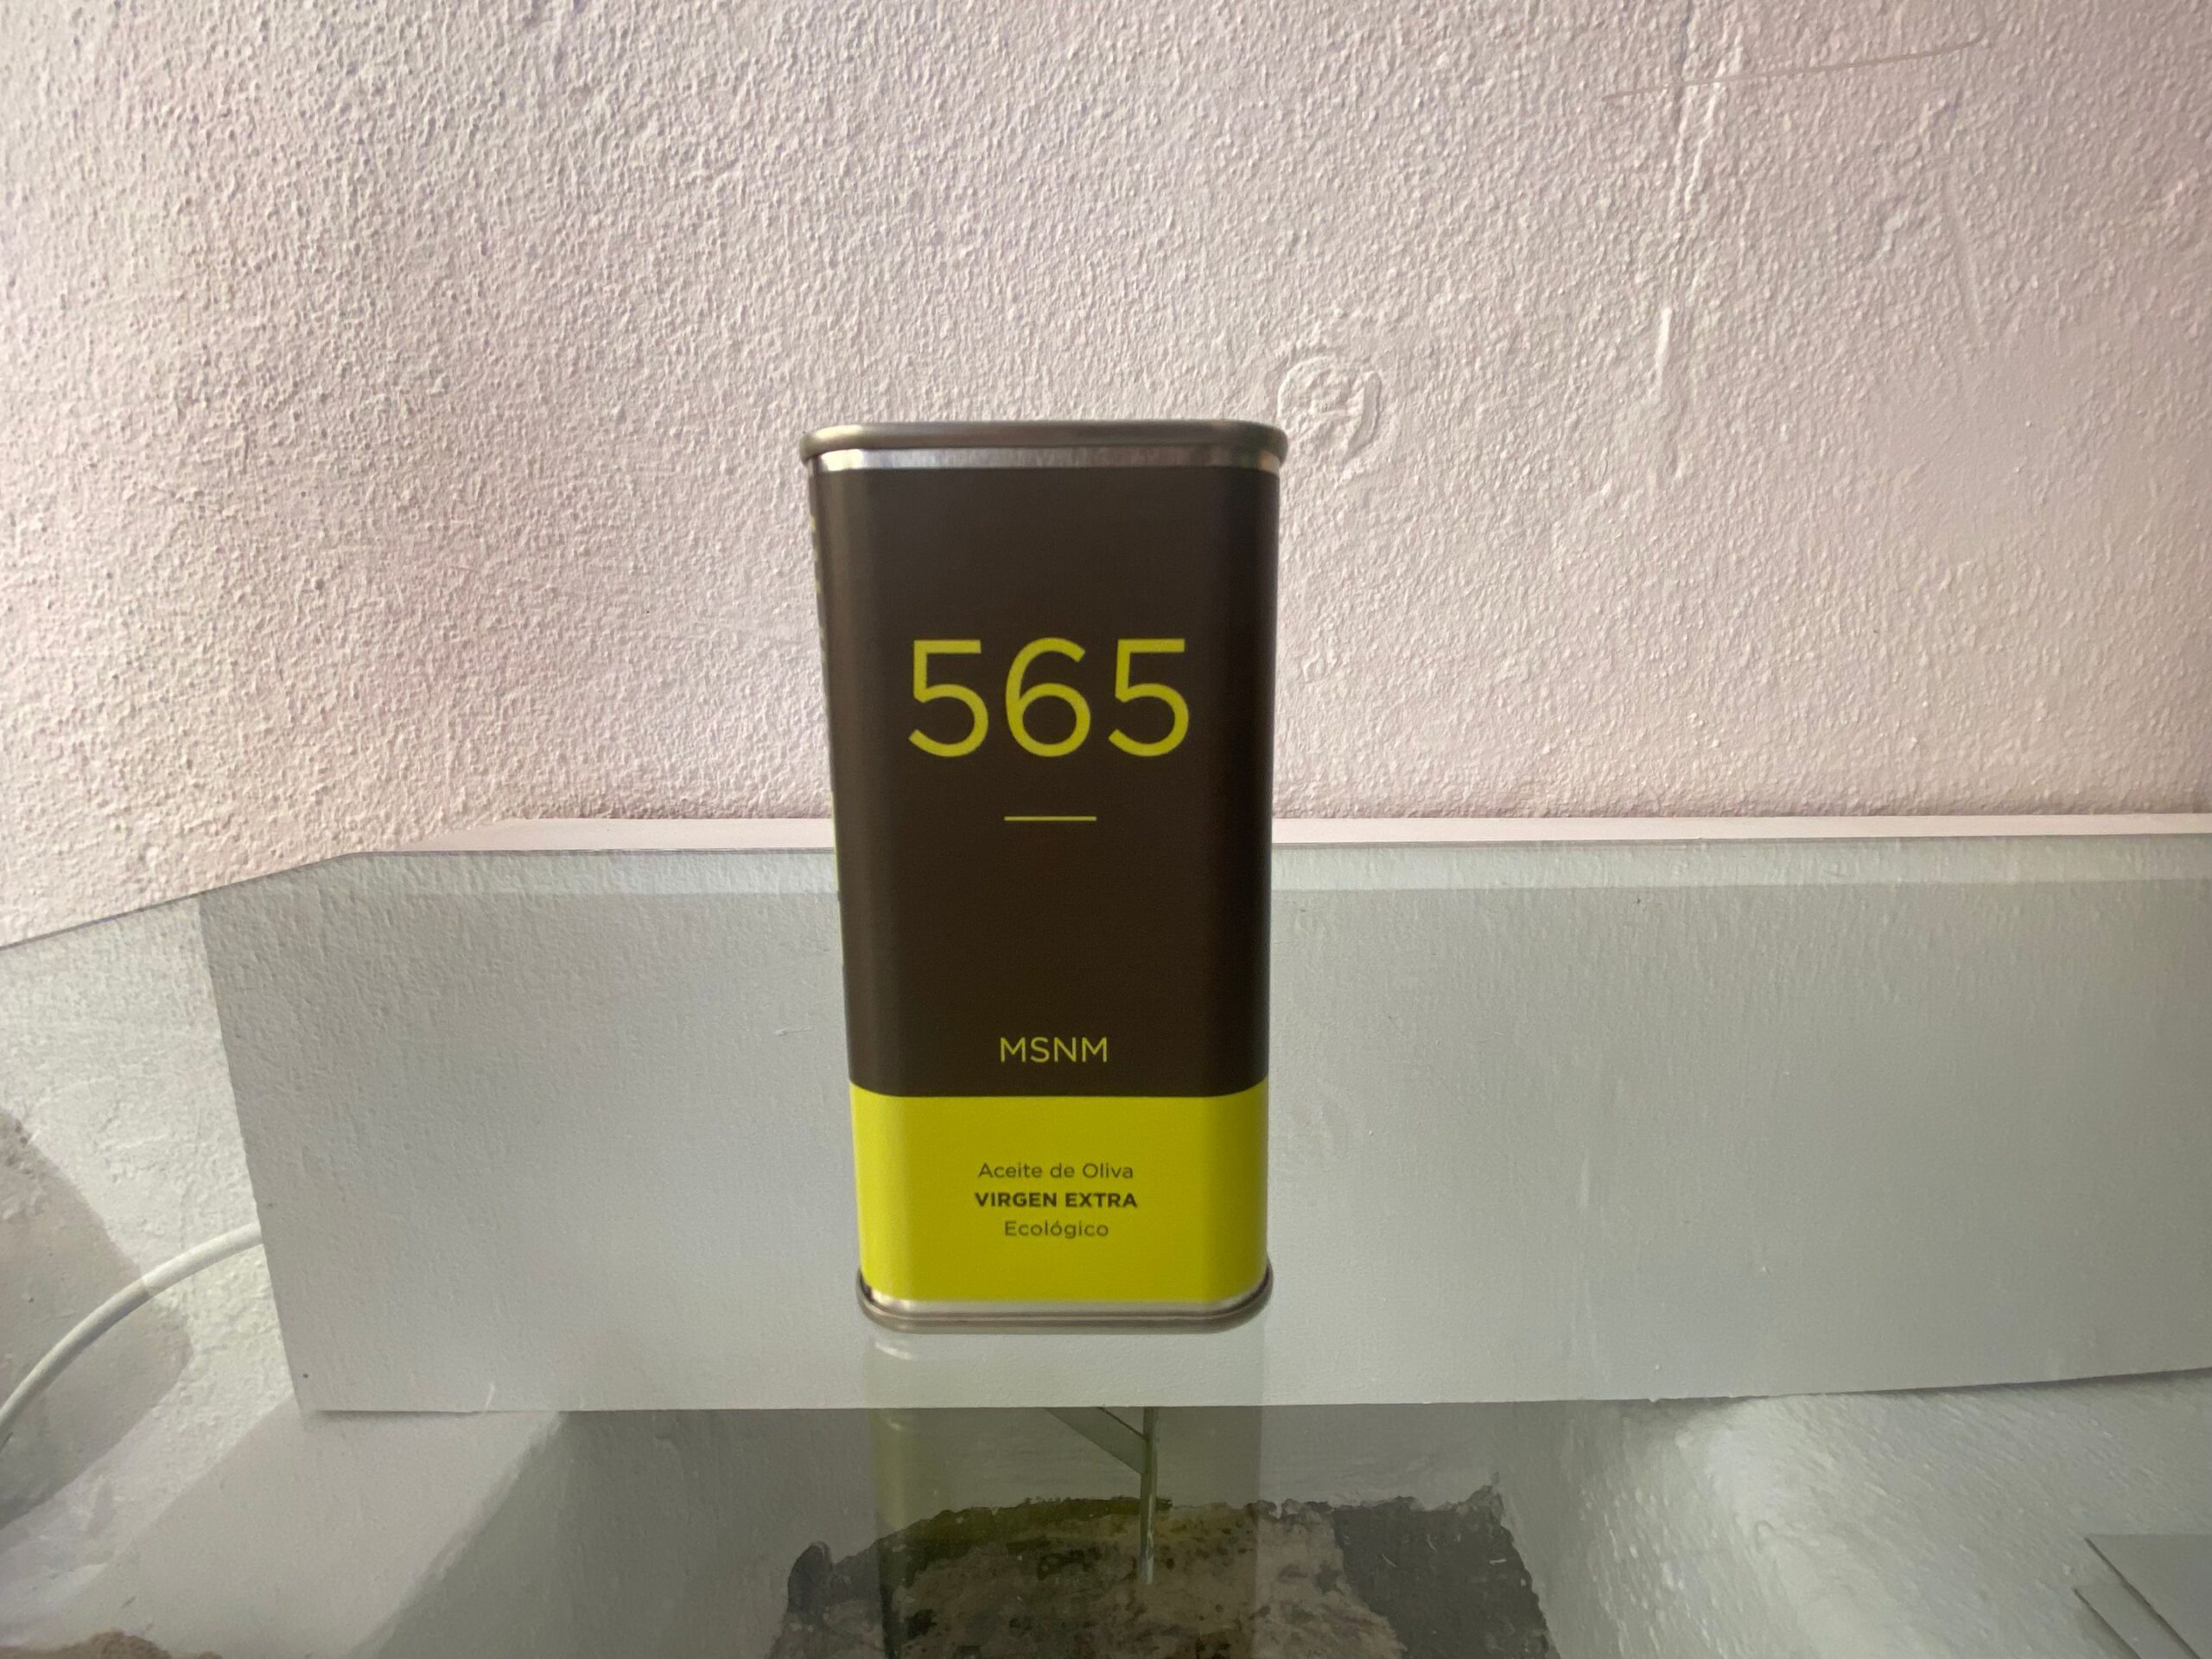 565
MSNM
Aceite de Oliva
VIRGEN EXTRA
Ecológico